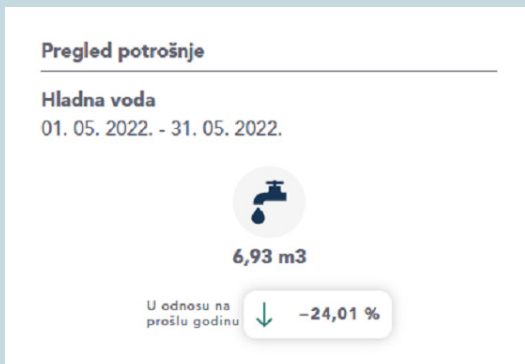 Pregled potrošnje
Hladna voda
01. 05. 2022. - 31. 05. 2022.
6,93 m3
U odnosu na
prošlu godinu
−24,01 %